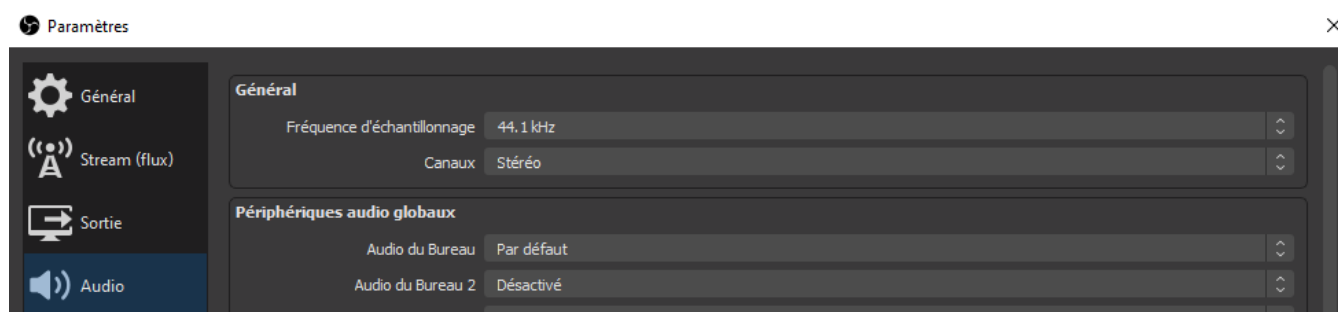 Paramètres
Général
Stream (flux)
Sortie
Audio
Général
Fréquence d'échantillonnage 44.1 kHz
Canaux Stéréo
Périphériques audio globaux
Audio du Bureau Par défaut
Audio du Bureau 2 Désactivé